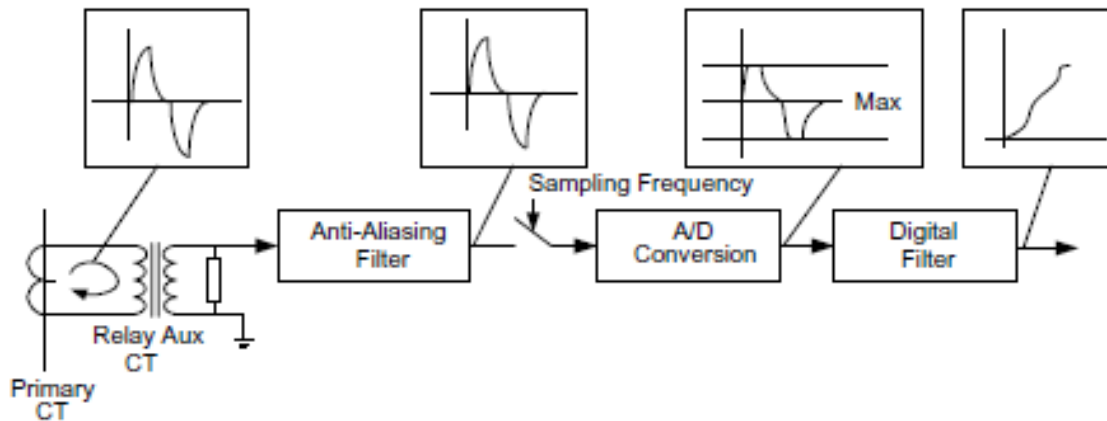 Max
Sampling Frequency
Anti-Aliasing
Filter
A/D
Conversion
Digital
Filter
Relay Aux
CT
Primary
CT